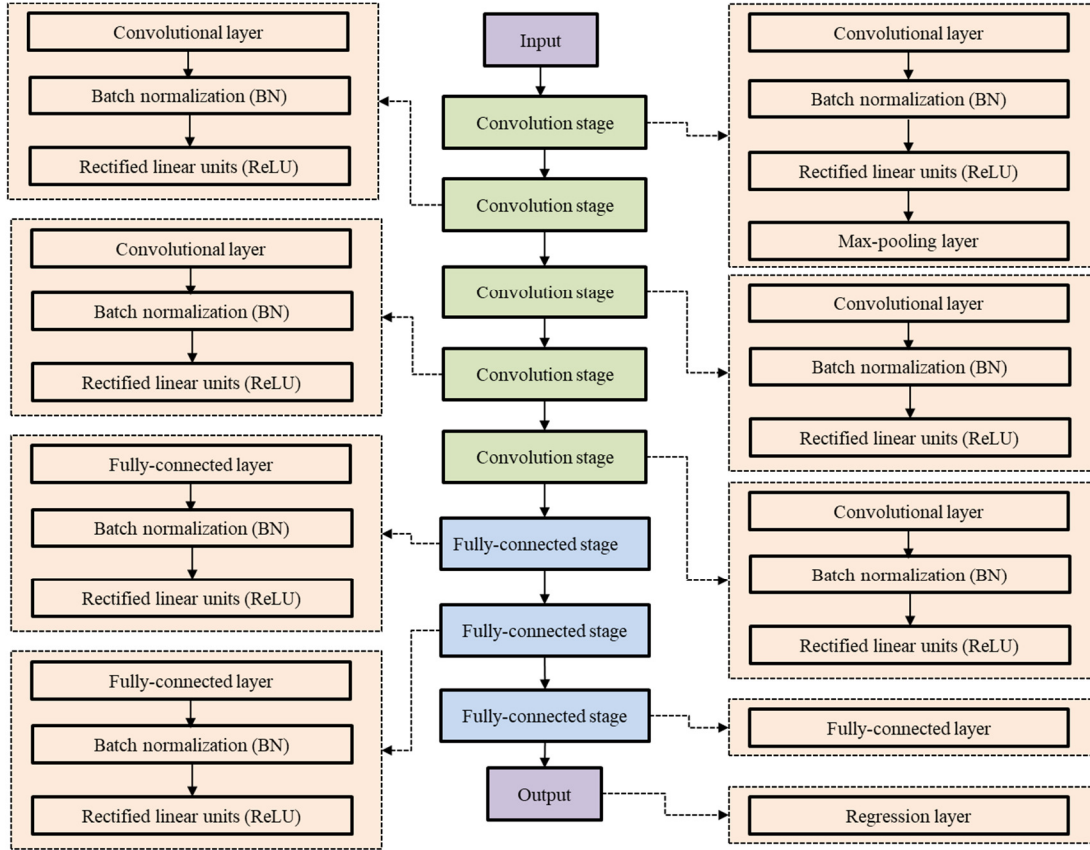 Convolutional layer
Batch normalization (BN)
Rectified linear units (ReLU)
Convolutional layer
Batch normalization (BN)
Rectified linear units (ReLU)
Fully-connected layer
Batch normalization (BN)
Rectified linear units (ReLU)
Fully-connected layer
Batch normalization (BN)
Rectified linear units (ReLU)
Input
Convolution stage
Convolution stage
Convolution stage
Convolution stage
Convolution stage
Fully-connected stage
Fully-connected stage
Fully-connected stage
Output
Convolutional layer
Batch normalization (BN)
Rectified linear units (ReLU)
Max-pooling layer
Convolutional layer
Batch normalization (BN)
Rectified linear units (ReLU)
Convolutional layer
Batch normalization (BN)
Rectified linear units (ReLU)
Fully-connected layer
Regression layer